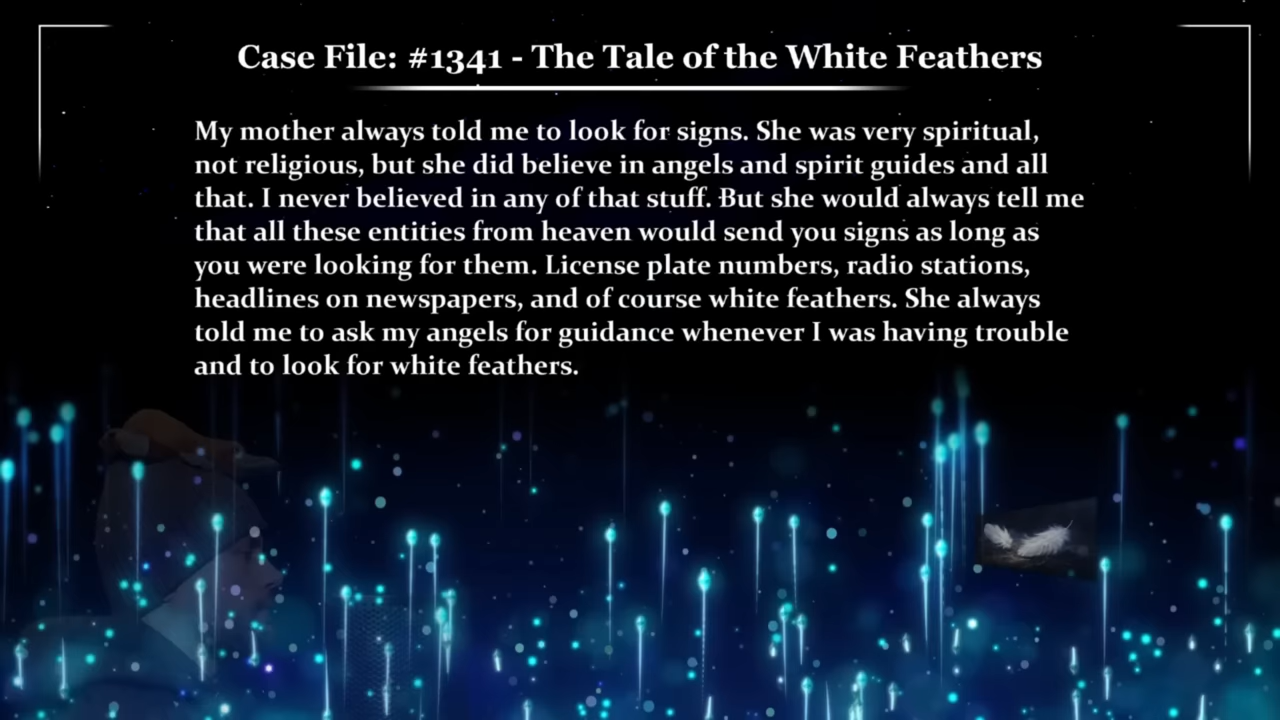 Case File: #1341 - The Tale of the White Feathers
My mother always told me to look for signs. She was very spiritual,
not religious, but she did believe in angels and spirit guides and all
that. I never believed in any of that stuff. But she would always tell me
that all these entities from heaven would send you signs as long as
you were looking for them. License plate numbers, radio stations,
headlines on newspapers, and of course white feathers. She always
told me to ask my angels for guidance whenever I was having trouble
and to look for white feathers.